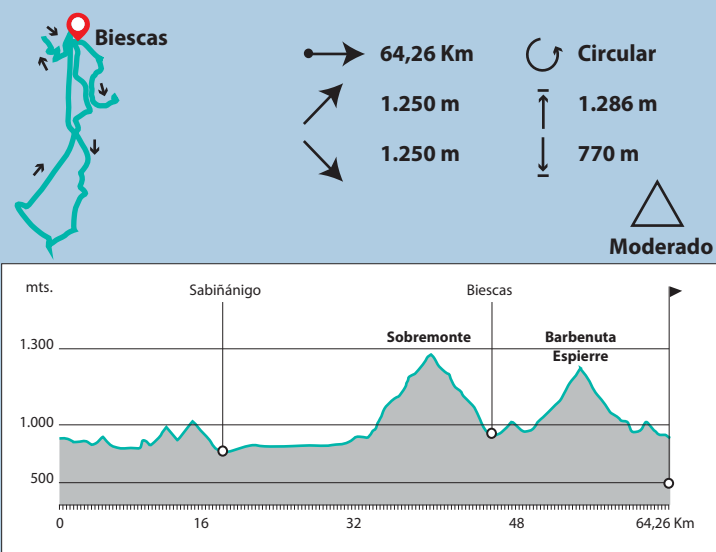 Biescas
64,26 Km
Circular
1.250 m
1.286 m
1.250 m
770 m
Moderado
mts.
Sabiñánigo
Biescas
1.300
Sobremonte
Barbenuta
Espierre
1.000
500
0
16
32
48
64,26 Km